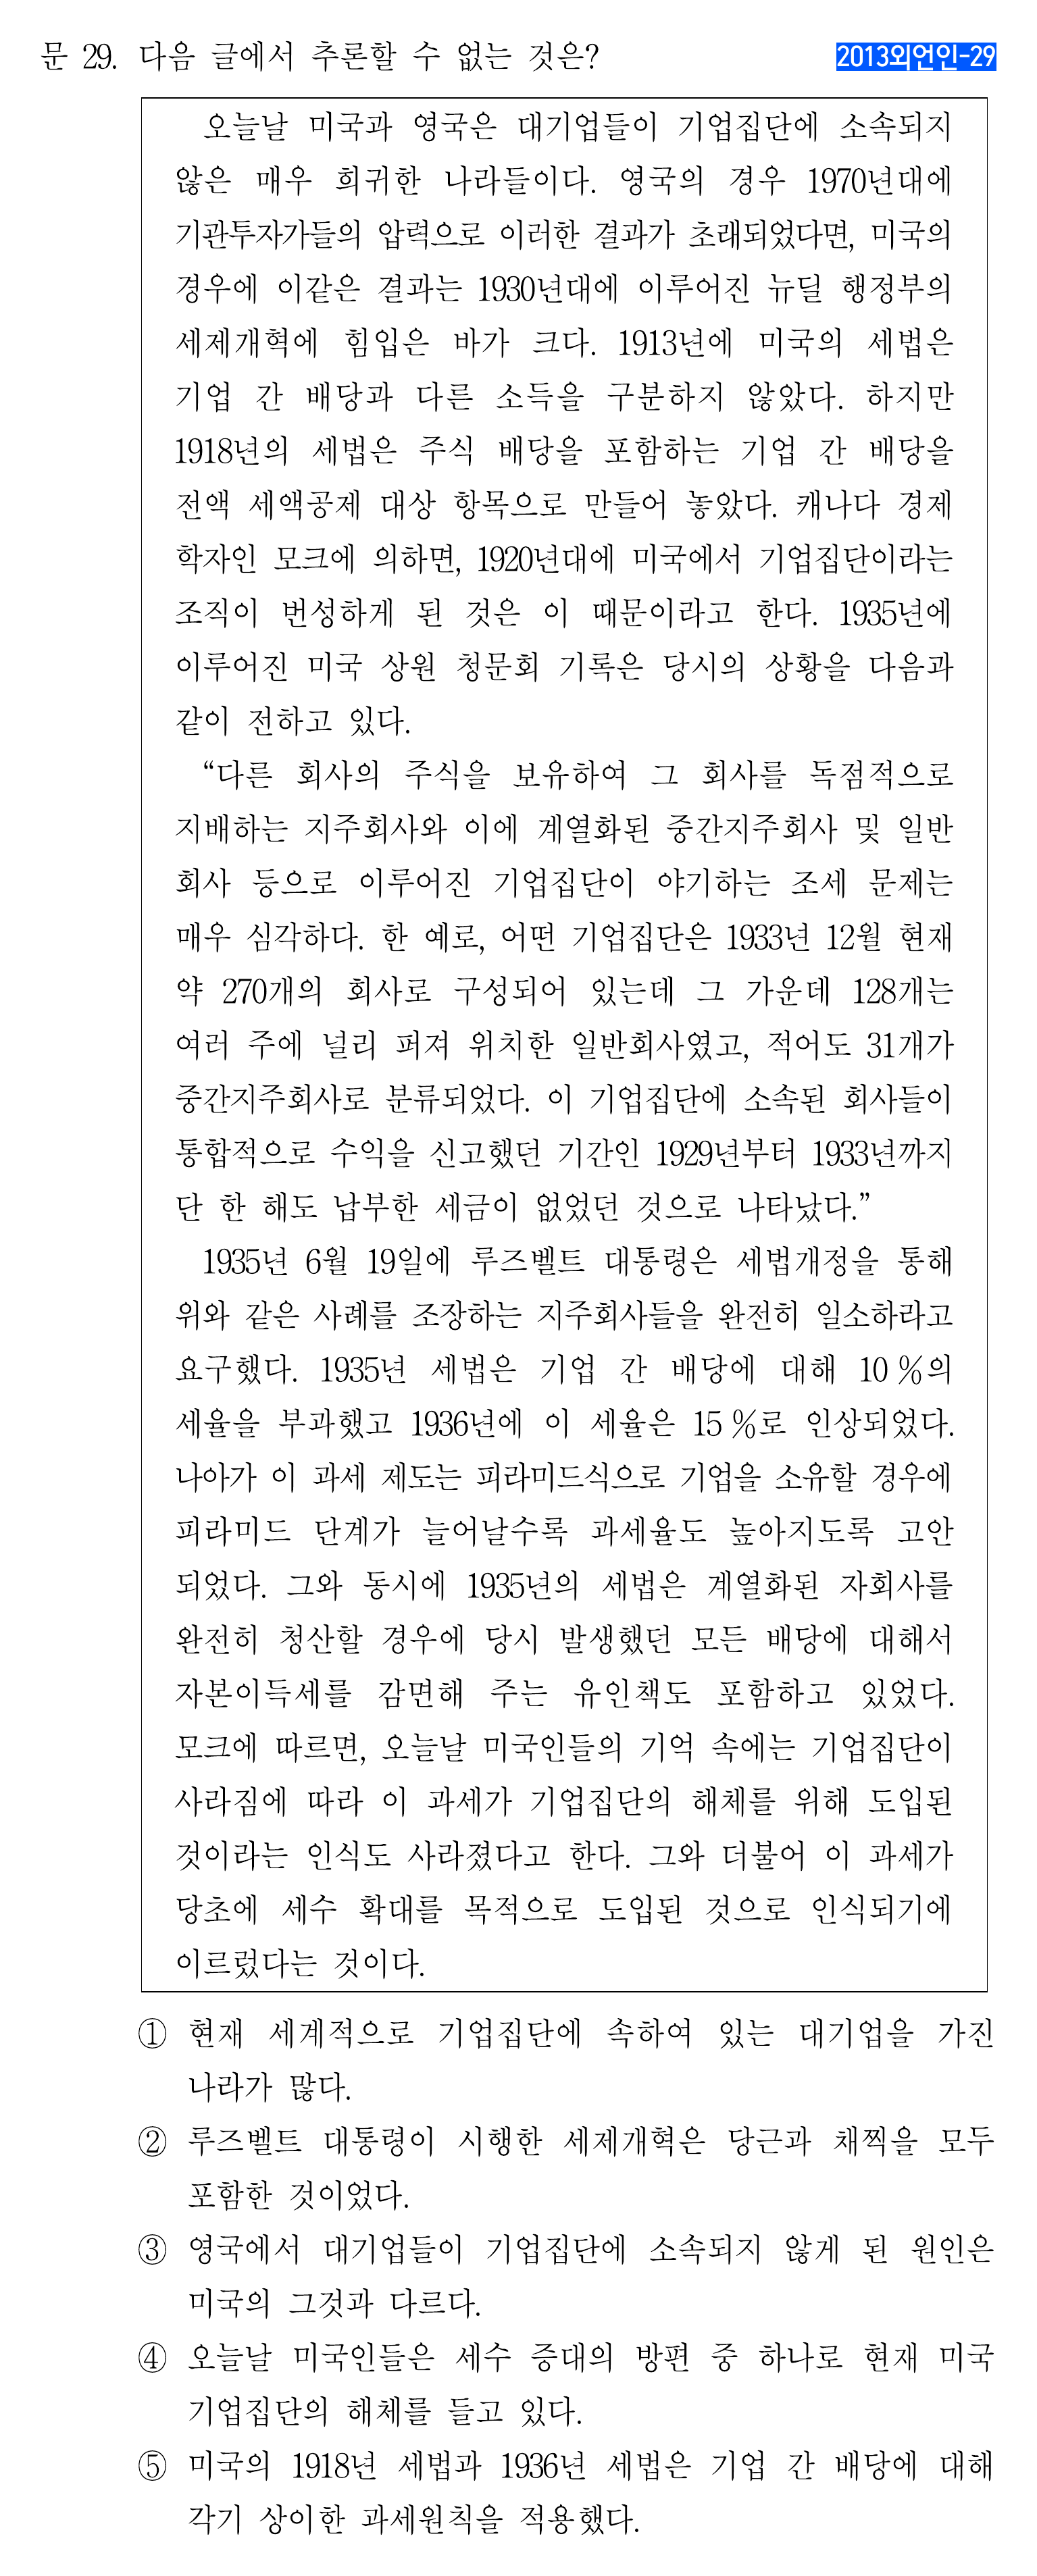 문 29. 다음 글에서 추론할 수 없는 것은?
2013외언인-29
오늘날 미국과 영국은 대기업들이 기업집단에 소속되지
않은 매우 희귀한 나라들이다. 영국의 경우 1970년대에
기관투자가들의 압력으로 이러한 결과가 초래되었다면, 미국의
경우에 이같은 결과는 1930년대에 이루어진 뉴딜 행정부의
세제개혁에 힘입은 바가 크다. 1913년에 미국의 세법은
기업 간 배당과 다른 소득을 구분하지 않았다. 하지만
1918년의 세법은 주식 배당을 포함하는 기업 간 배당을
전액 세액공제 대상 항목으로 만들어 놓았다. 캐나다 경제
학자인 모크에 의하면, 1920년대에 미국에서 기업집단이라는
조직이 번성하게 된 것은 이 때문이라고 한다. 1935년에
이루어진 미국 상원 청문회 기록은 당시의 상황을 다음과
같이 전하고 있다.
“다른 회사의 주식을 보유하여 그 회사를 독점적으로
지배하는 지주회사와 이에 계열화된 중간지주회사 및 일반
회사 등으로 이루어진 기업집단이 야기하는 조세 문제는
매우 심각하다. 한 예로, 어떤 기업집단은 1933년 12월 현재
약 270개의 회사로 구성되어 있는데 그 가운데 128개는
여러 주에 널리 퍼져 위치한 일반회사였고, 적어도 31개가
중간지주회사로 분류되었다. 이 기업집단에 소속된 회사들이
통합적으로 수익을 신고했던 기간인 1929년부터 1933년까지
단 한 해도 납부한 세금이 없었던 것으로 나타났다.”
1935년 6월 19일에 루즈벨트 대통령은 세법개정을 통해
위와 같은 사례를 조장하는 지주회사들을 완전히 일소하라고
요구했다. 1935년 세법은 기업 간 배당에 대해 10 %의
세율을 부과했고 1936년에 이 세율은 15 %로 인상되었다.
나아가 이 과세 제도는 피라미드식으로 기업을 소유할 경우에
피라미드 단계가 늘어날수록 과세율도 높아지도록 고안
되었다. 그와 동시에 1935년의 세법은 계열화된 자회사를
완전히 청산할 경우에 당시 발생했던 모든 배당에 대해서
자본이득세를 감면해 주는 유인책도 포함하고 있었다.
모크에 따르면, 오늘날 미국인들의 기억 속에는 기업집단이
사라짐에 따라 이 과세가 기업집단의 해체를 위해 도입된
것이라는 인식도 사라졌다고 한다. 그와 더불어 이 과세가
당초에 세수 확대를 목적으로 도입된 것으로 인식되기에
이르렀다는 것이다.
① 현재 세계적으로 기업집단에 속하여 있는 대기업을 가진
나라가 많다.
② 루즈벨트 대통령이 시행한 세제개혁은 당근과 채찍을 모두
포함한 것이었다.
③ 영국에서 대기업들이 기업집단에 소속되지 않게 된 원인은
미국의 그것과 다르다.
④ 오늘날 미국인들은 세수 증대의 방편 중 하나로 현재 미국
기업집단의 해체를 들고 있다.
⑤ 미국의 1918년 세법과 1936년 세법은 기업 간 배당에 대해
각기 상이한 과세원칙을 적용했다.